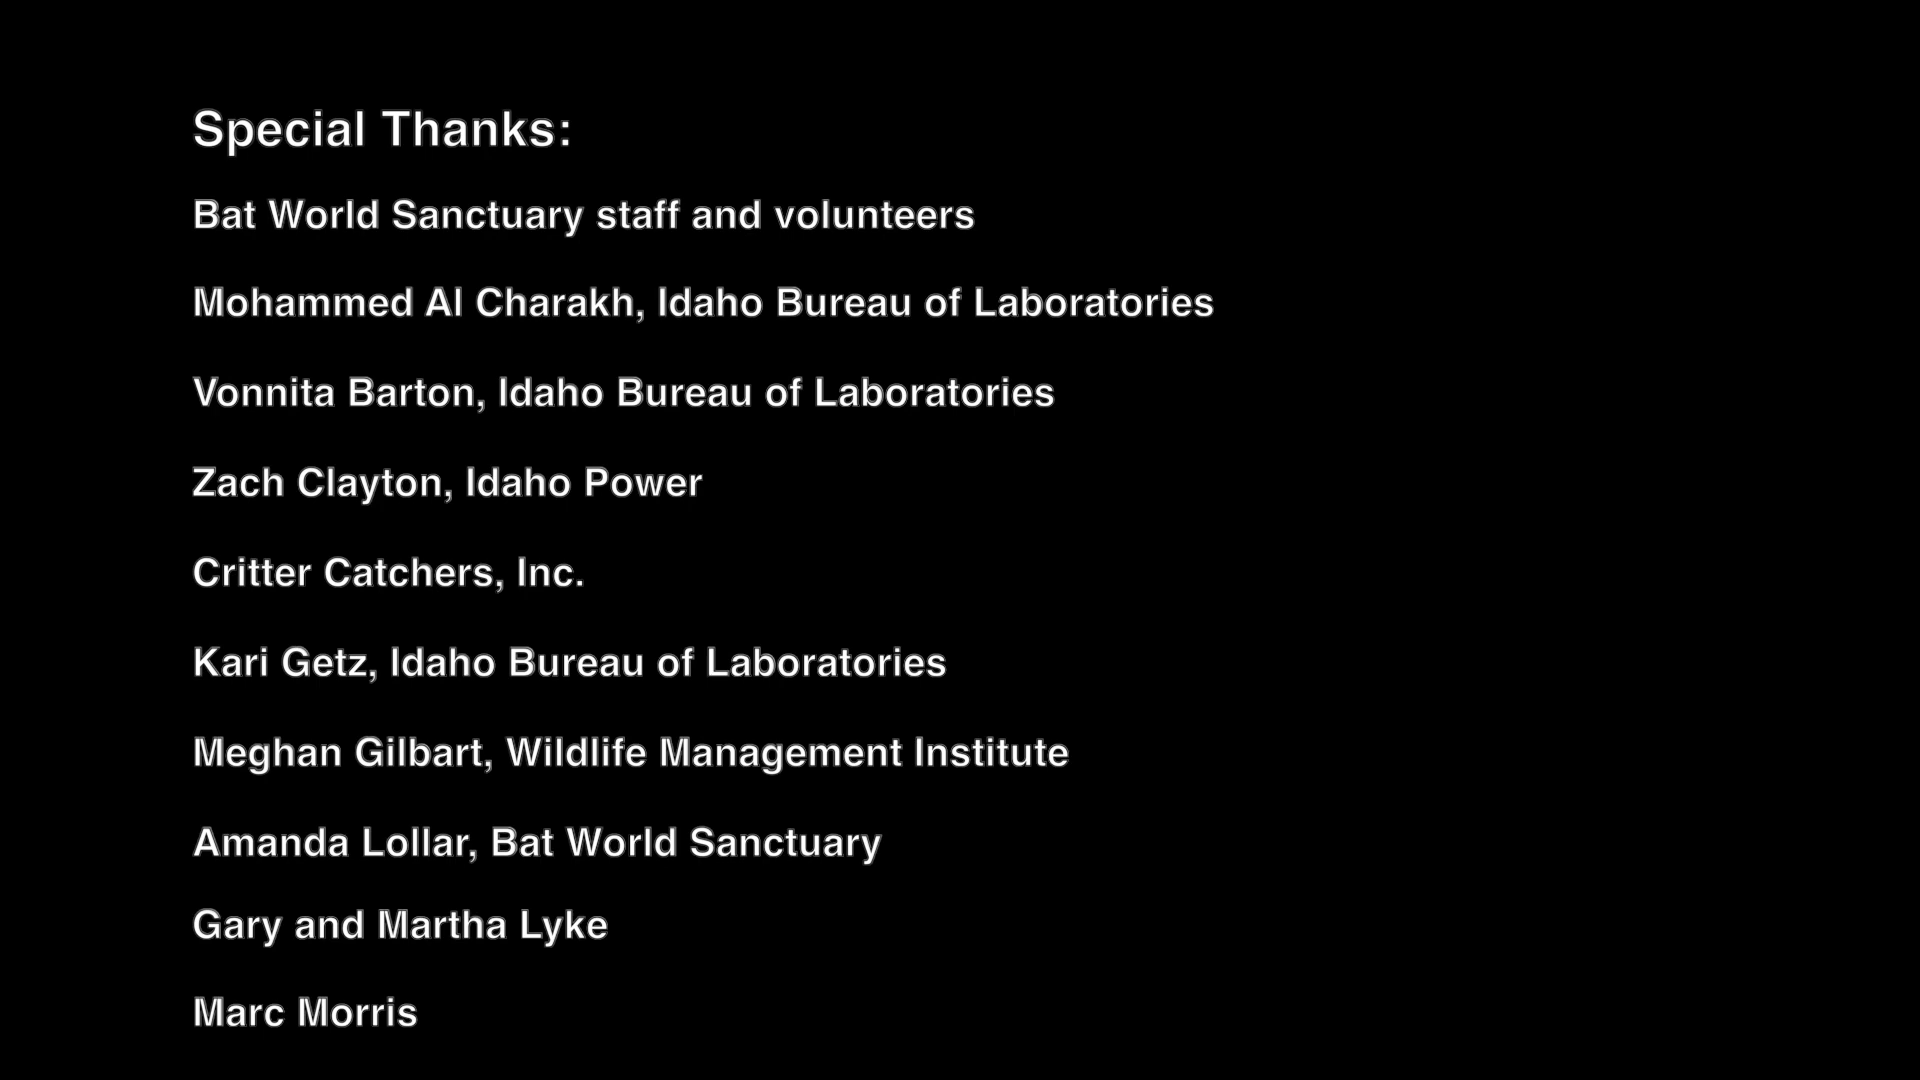 Special Thanks:
Bat World Sanctuary staff and volunteers
Mohammed Al Charakh, Idaho Bureau of Laboratories
Vonnita Barton, Idaho Bureau of Laboratories
Zach Clayton, Idaho Power
Critter Catchers, Inc.
Kari Getz, Idaho Bureau of Laboratories
Meghan Gilbart, Wildlife Management Institute
Amanda Lollar, Bat World Sanctuary
Gary and Martha Lyke
Marc Morris